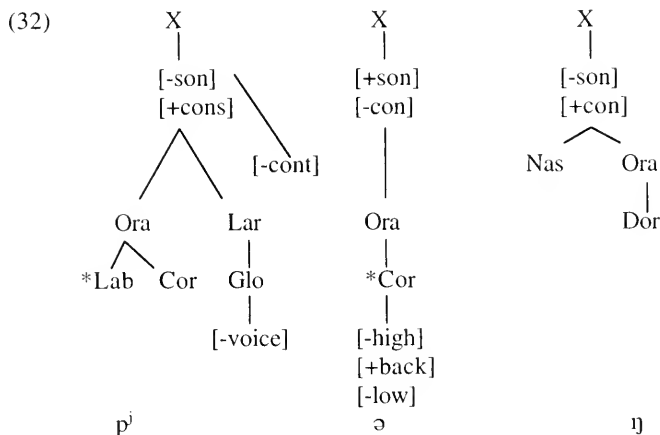 (32) X X X
[-son] [+son] [-son]
[+cons] [-con] [+con]
[-cont] Nas Ora
Ora Lar Ora Dor
*Lab Cor Glo *Cor
[-voice] [-high]
[+back]
[-low]
pʲ ə ŋ